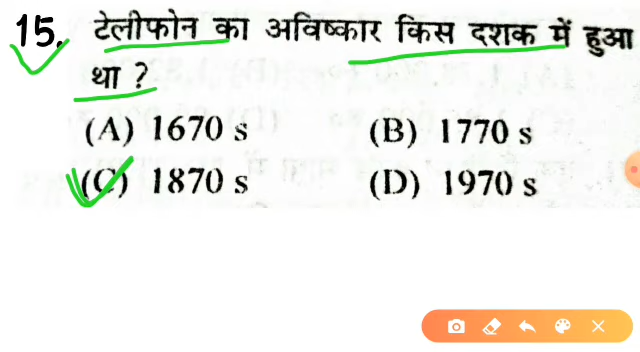 15. टेलीफोन का अविष्कार किस दशक में हुआ
था ?
(A) 1670 s (B) 1770 s
(C) 1870 s (D) 1970 s